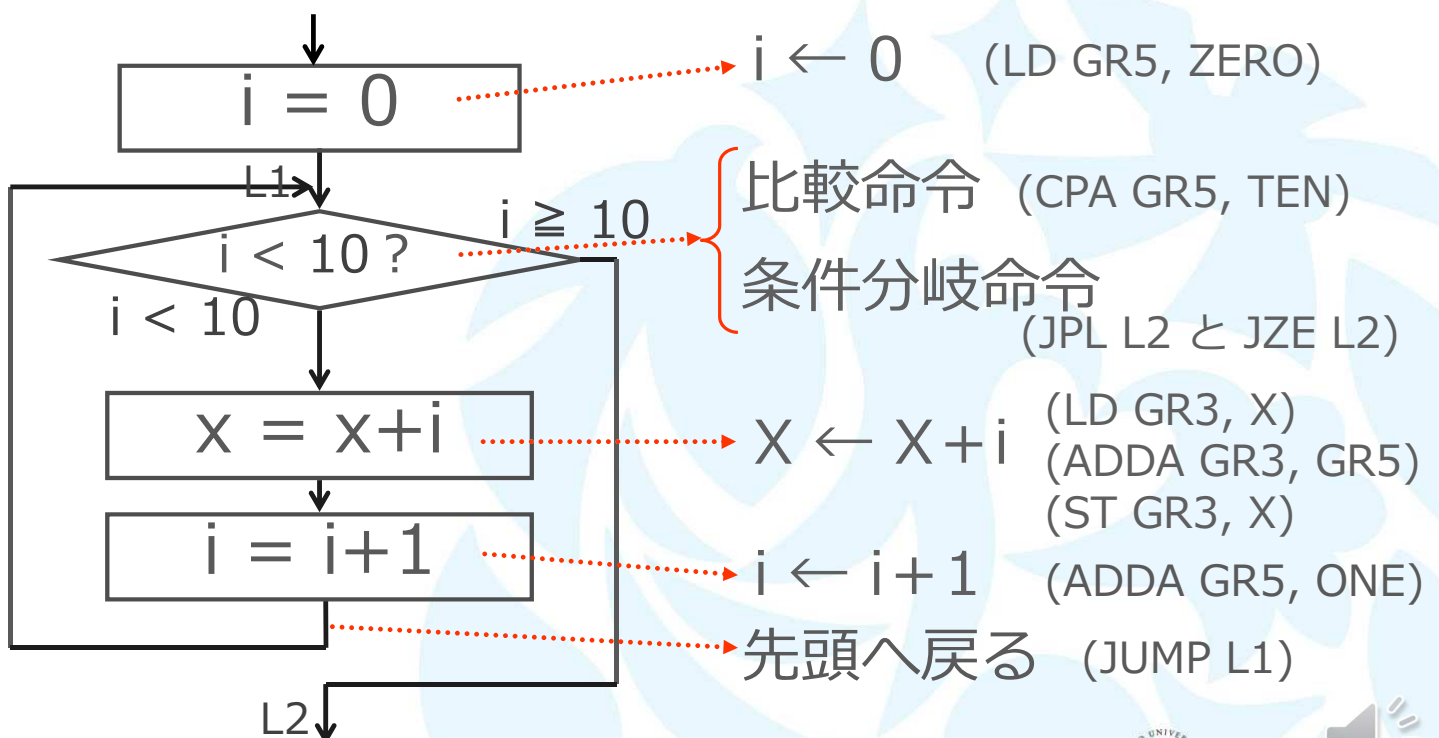 i = 0
i ← 0 (LD GR5, ZERO)
L1
i ≧ 10
i < 10 ?
i < 10
比較命令 (CPA GR5, TEN)
条件分岐命令
(JPL L2 と JZE L2)
x = x+i
X ← X+i
(LD GR3, X)
(ADDA GR3, GR5)
(ST GR3, X)
i = i+1
i ← i+1 (ADDA GR5, ONE)
先頭へ戻る (JUMP L1)
L2